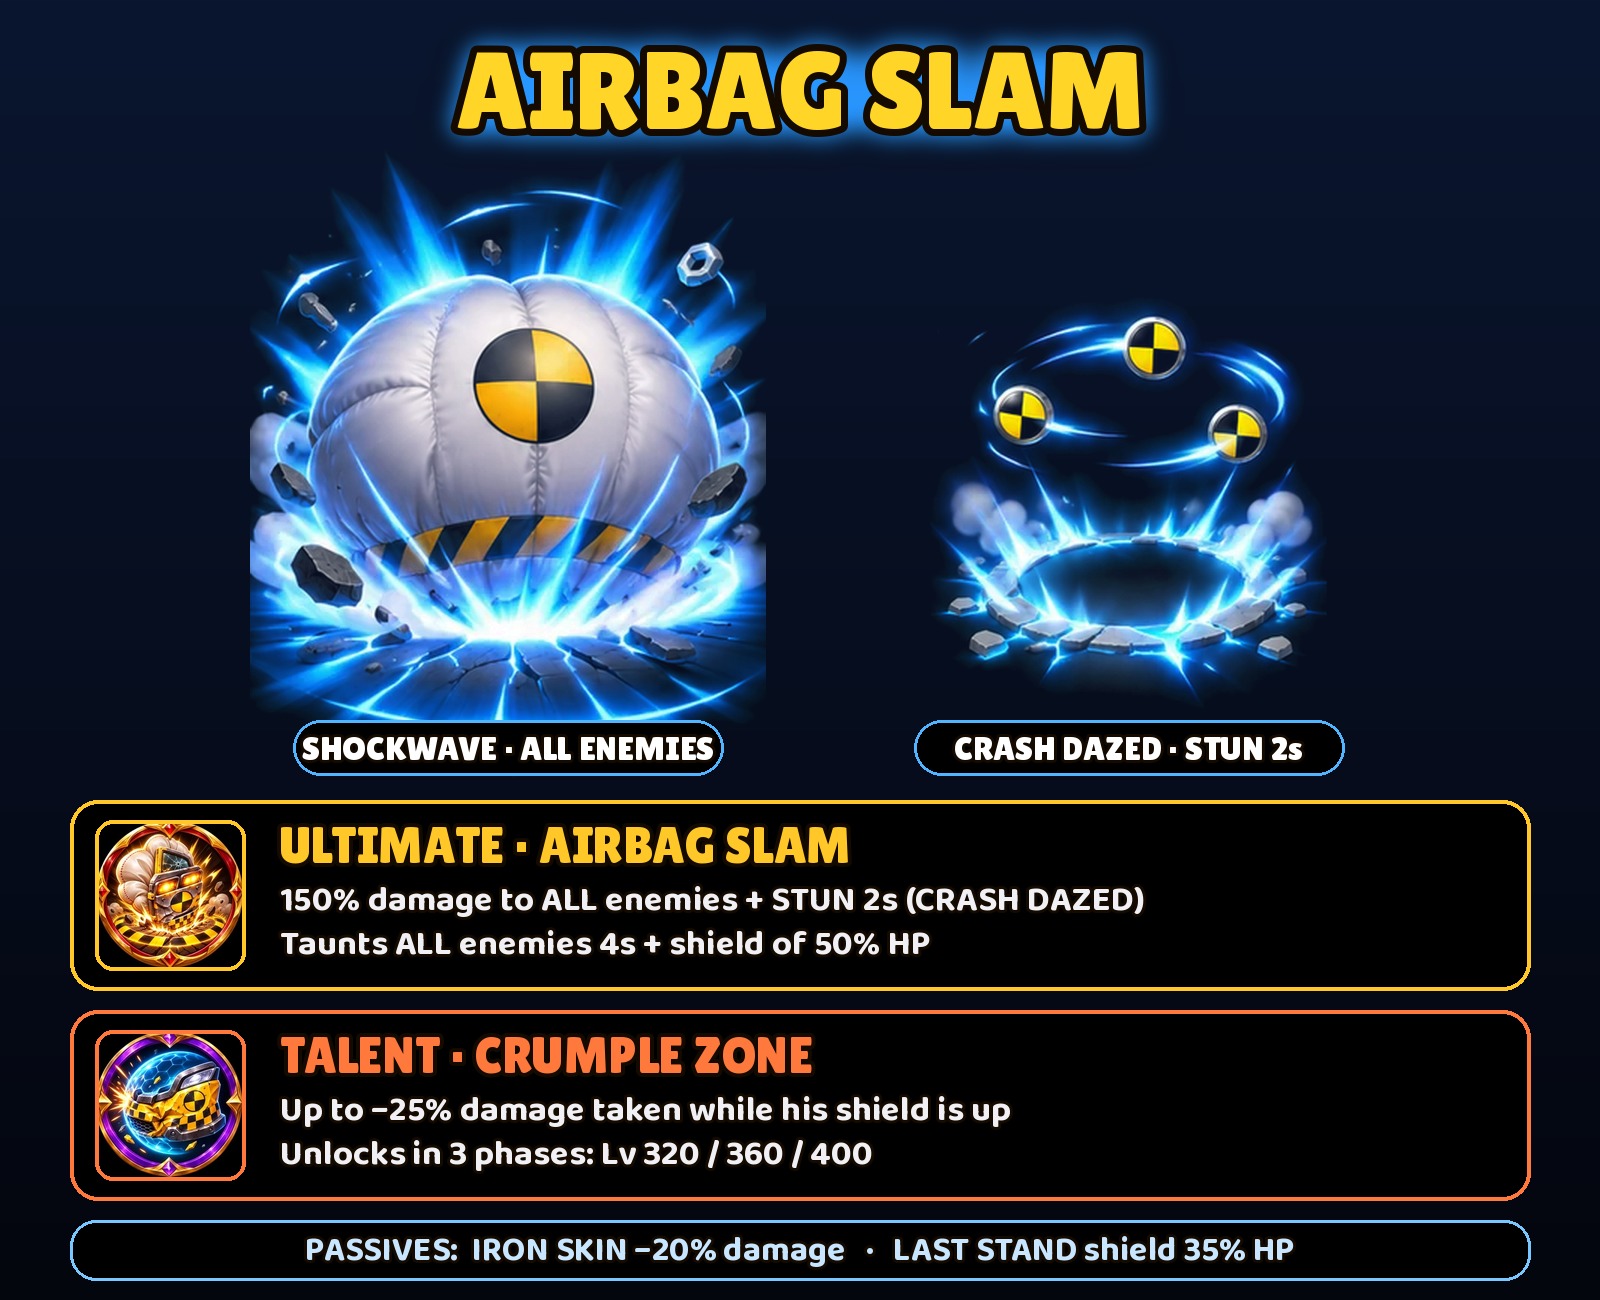 AIRBAG SLAM
SHOCKWAVE · ALL ENEMIES
CRASH DAZED · STUN 2s
ULTIMATE · AIRBAG SLAM
150% damage to ALL enemies + STUN 2s (CRASH DAZED)
Taunts ALL enemies 4s + shield of 50% HP
TALENT · CRUMPLE ZONE
Up to −25% damage taken while his shield is up
Unlocks in 3 phases: Lv 320 / 360 / 400
PASSIVES: IRON SKIN −20% damage · LAST STAND shield 35% HP